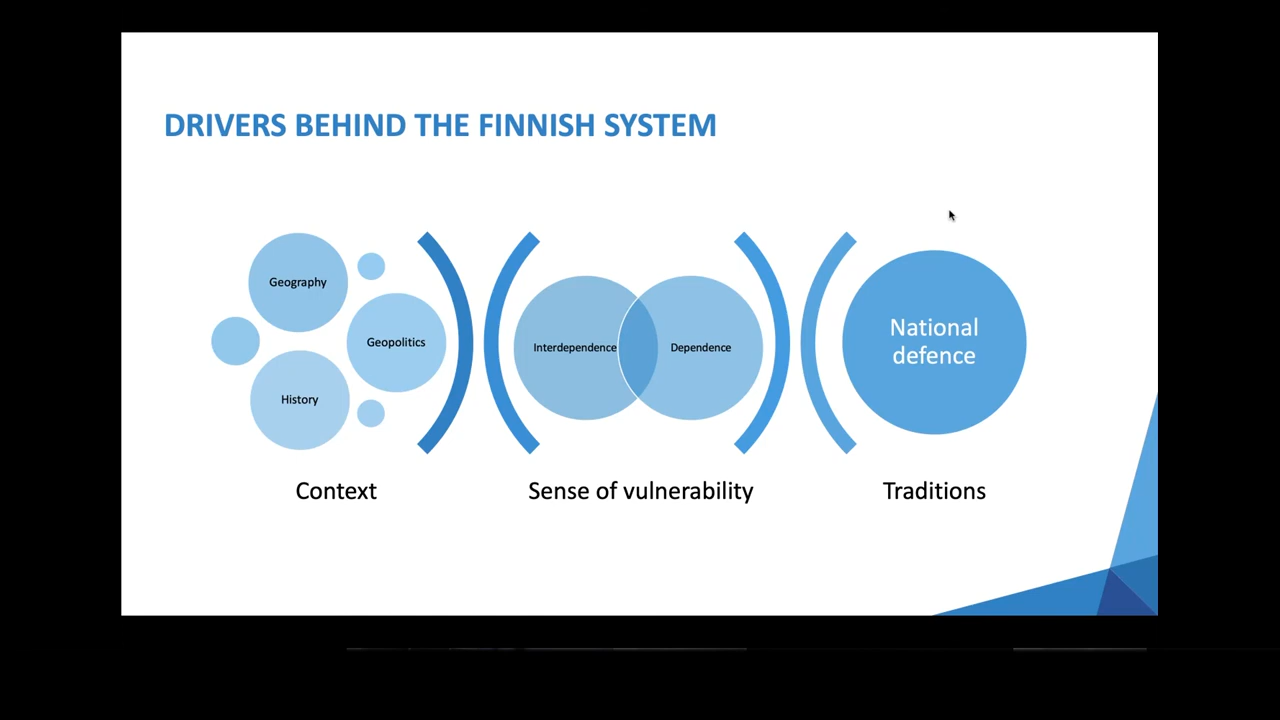 DRIVERS BEHIND THE FINNISH SYSTEM
Geography
Geopolitics
History
Context
Interdependence
Dependence
Sense of vulnerability
National
defence
Traditions